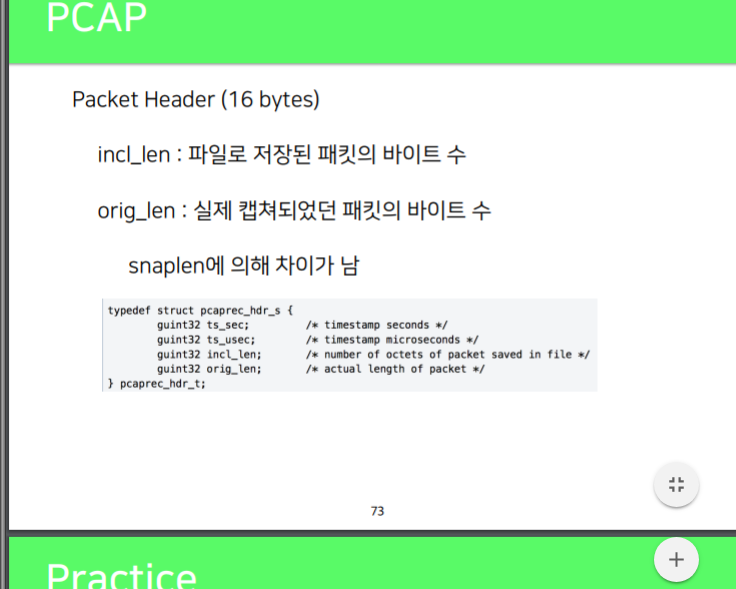 PCAP
Packet Header (16 bytes)
incl_len : 파일로 저장된 패킷의 바이트 수
orig_len : 실제 캡쳐되었던 패킷의 바이트 수
snaplen에 의해 차이가 남
typedef struct pcaprec_hdr_s {
guint32 ts_sec; /* timestamp seconds */
guint32 ts_usec; /* timestamp microseconds */
guint32 incl_len; /* number of octets of packet saved in file */
guint32 orig_len; /* actual length of packet */
} pcaprec_hdr_t;
73
Practice